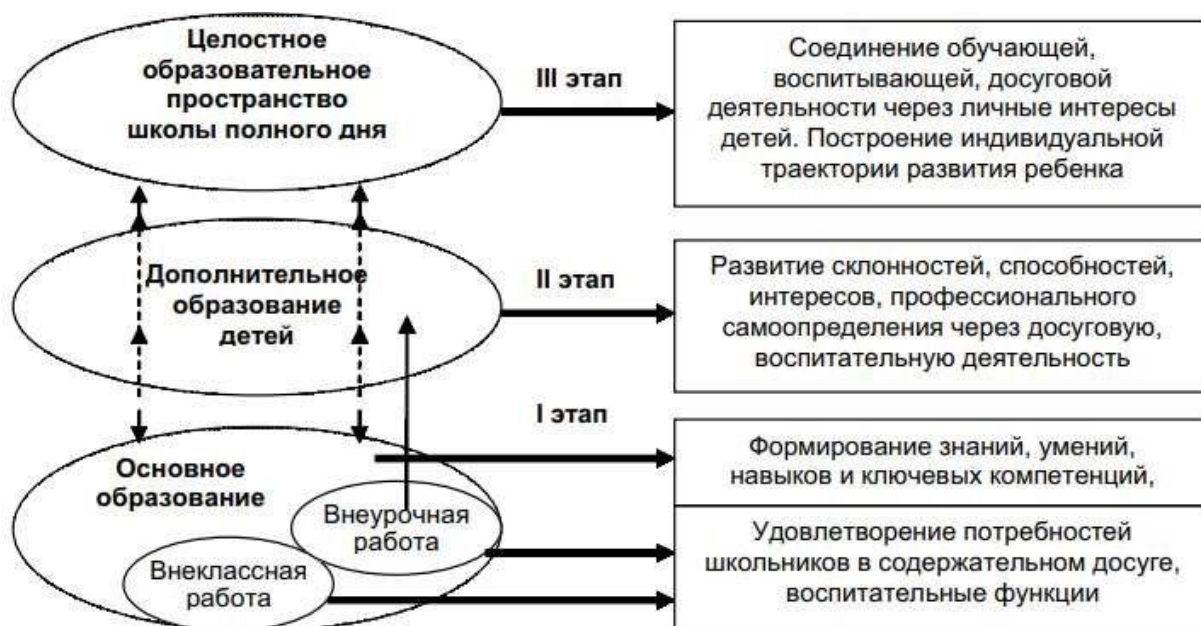 Целостное
образовательное
пространство
школы полного дня
III этап
Соединение обучающей,
воспитывающей, досуговой
деятельности через личные интересы
детей. Построение индивидуальной
траектории развития ребенка
Дополнительное
образование
детей
II этап
Развитие склонностей, способностей,
интересов, профессионального
самоопределения через досуговую,
воспитательную деятельность
I этап
Основное
образование
Формирование знаний, умений,
навыков и ключевых компетенций,
Внеурочная
работа
Внеклассная
работа
Удовлетворение потребностей
школьников в содержательном досуге,
воспитательные функции